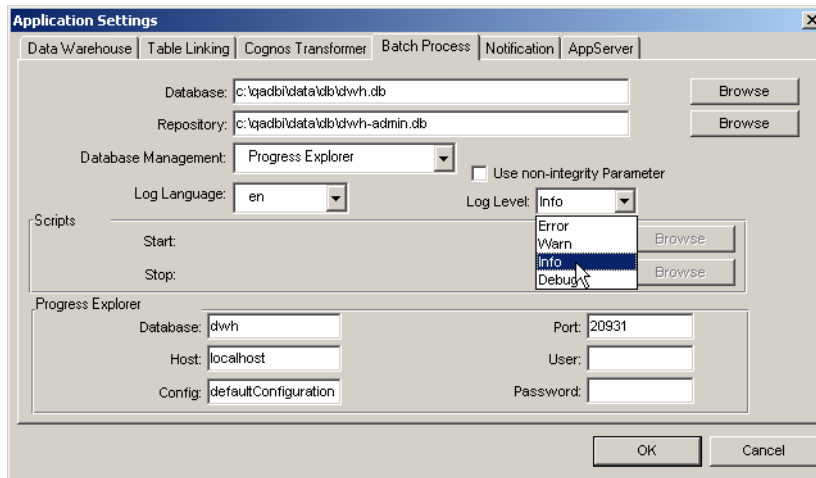 Application Settings
Data Warehouse Table Linking Cognos Transformer Batch Process Notification AppServer
Database: c:\qadbi\data\db\dwh.db Browse
Repository: c:\qadbi\data\db\dwh-admin.db Browse
Database Management: Progress Explorer
Use non-integrity Parameter
Log Language: en Log Level: Info
Scripts
Error
Start: Warn Browse
Info
Stop: Debug Browse
Progress Explorer
Database: dwh Port: 20931
Host: localhost User:
Config: defaultConfiguration Password:
OK Cancel